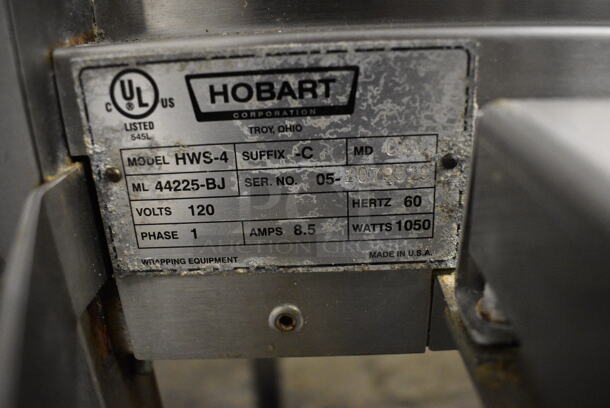 C UL ® US
LISTED
545L
HOBART
CORPORATION
TROY, OHIO
MODEL HWS-4 SUFFIX -C MD
ML 44225-BJ SER. NO. 05-
VOLTS 120 HERTZ 60
PHASE 1 AMPS 8.5 WATTS 1050
WRAPPING EQUIPMENT MADE IN U.S.A.